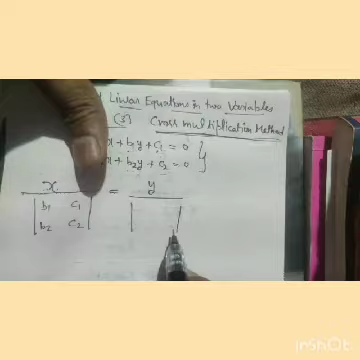 Linear Equations in two Variables
(3) Cross multiplication Method
x + b1y + c1 = 0
x + b2y + c2 = 0
x = y
b1 c1
b2 c2
InShOt